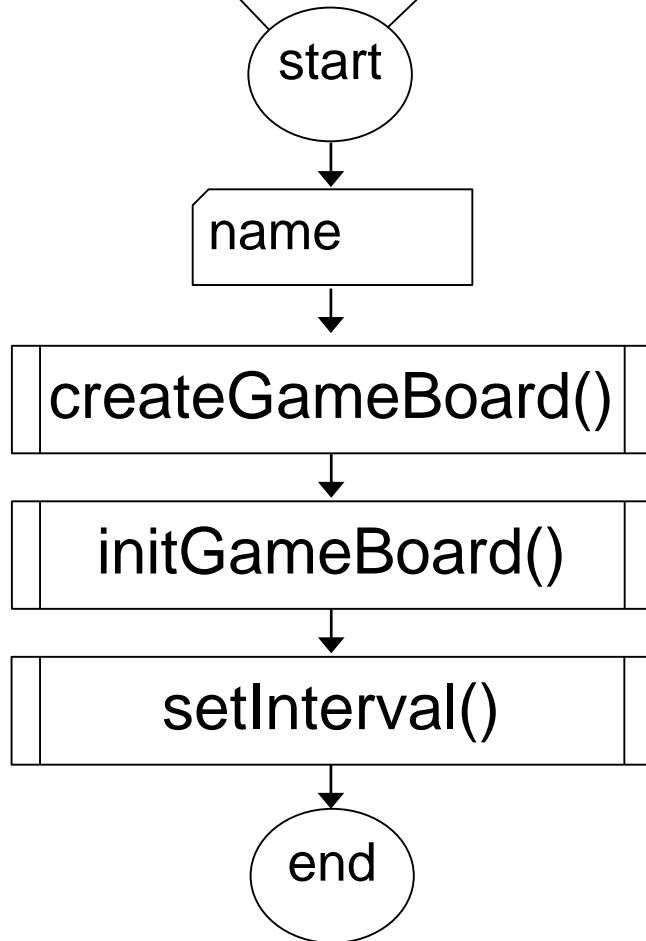 start
name
createGameBoard()
initGameBoard()
setInterval()
end